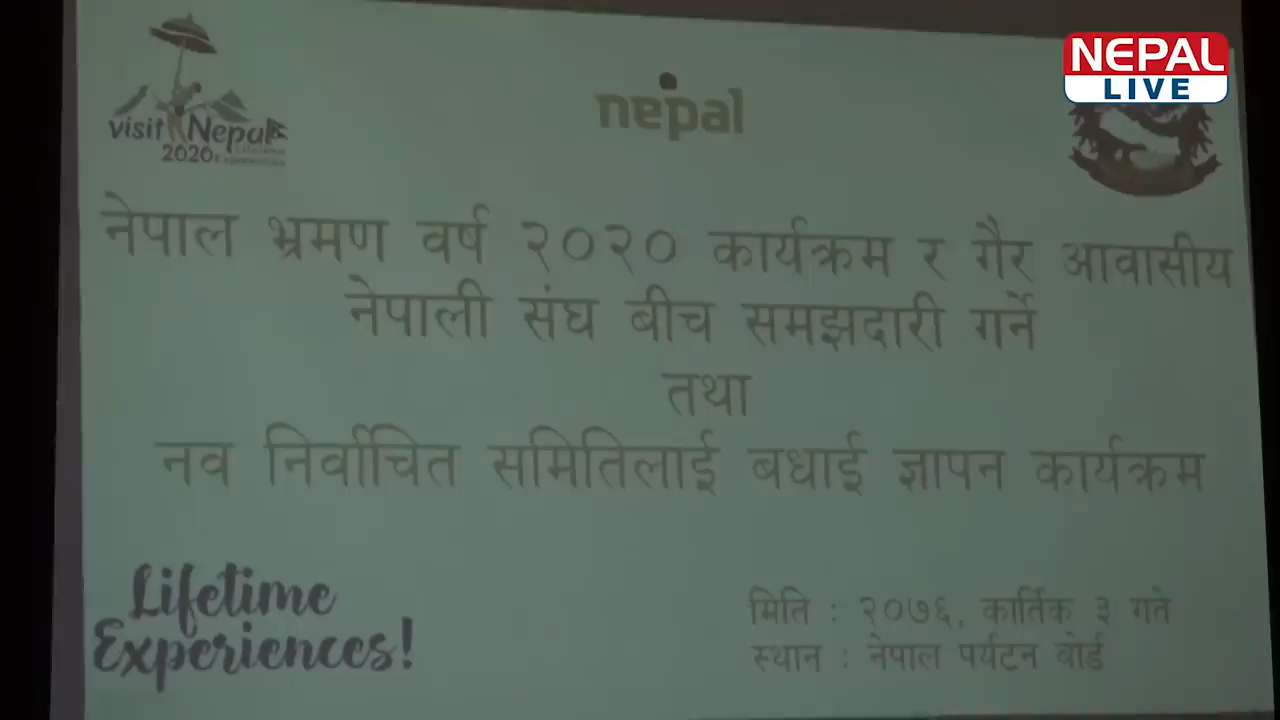 NEPAL
LIVE
visit Nepal
2020
nepal
नेपाल भ्रमण वर्ष २०२० कार्यक्रम र गैर आवासीय
नेपाली संघ बीच समझदारी गर्ने
तथा
नव निर्वाचित समितिलाई बधाई ज्ञापन कार्यक्रम
Lifetime
Experiences!
मिति : २०७६, कार्तिक ३ गते
स्थान : नेपाल पर्यटन बोर्ड